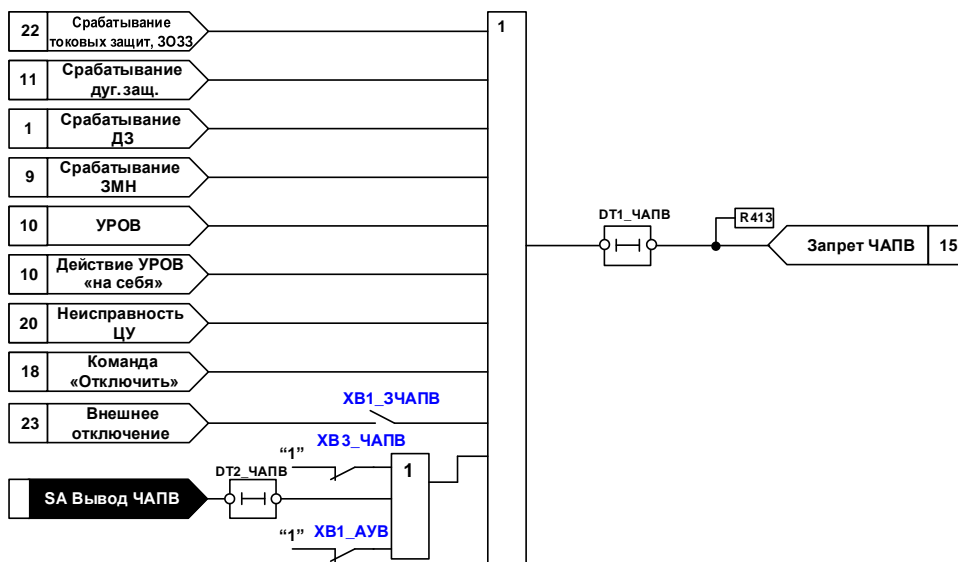 22
Срабатывание
токовых защит, ЗОЗЗ
1
11
Срабатывание
дуг.защ.
1
Срабатывание
ДЗ
9
Срабатывание
ЗМН
10
УРОВ
DT1_ЧАПВ
R413
Запрет ЧАПВ
15
10
Действие УРОВ
«на себя»
20
Неисправность
ЦУ
18
Команда
«Отключить»
23
Внешнее
отключение
XB1_ЗЧАПВ
XB3_ЧАПВ
“1”
1
DT2_ЧАПВ
SA Вывод ЧАПВ
“1”
XB1_АУВ